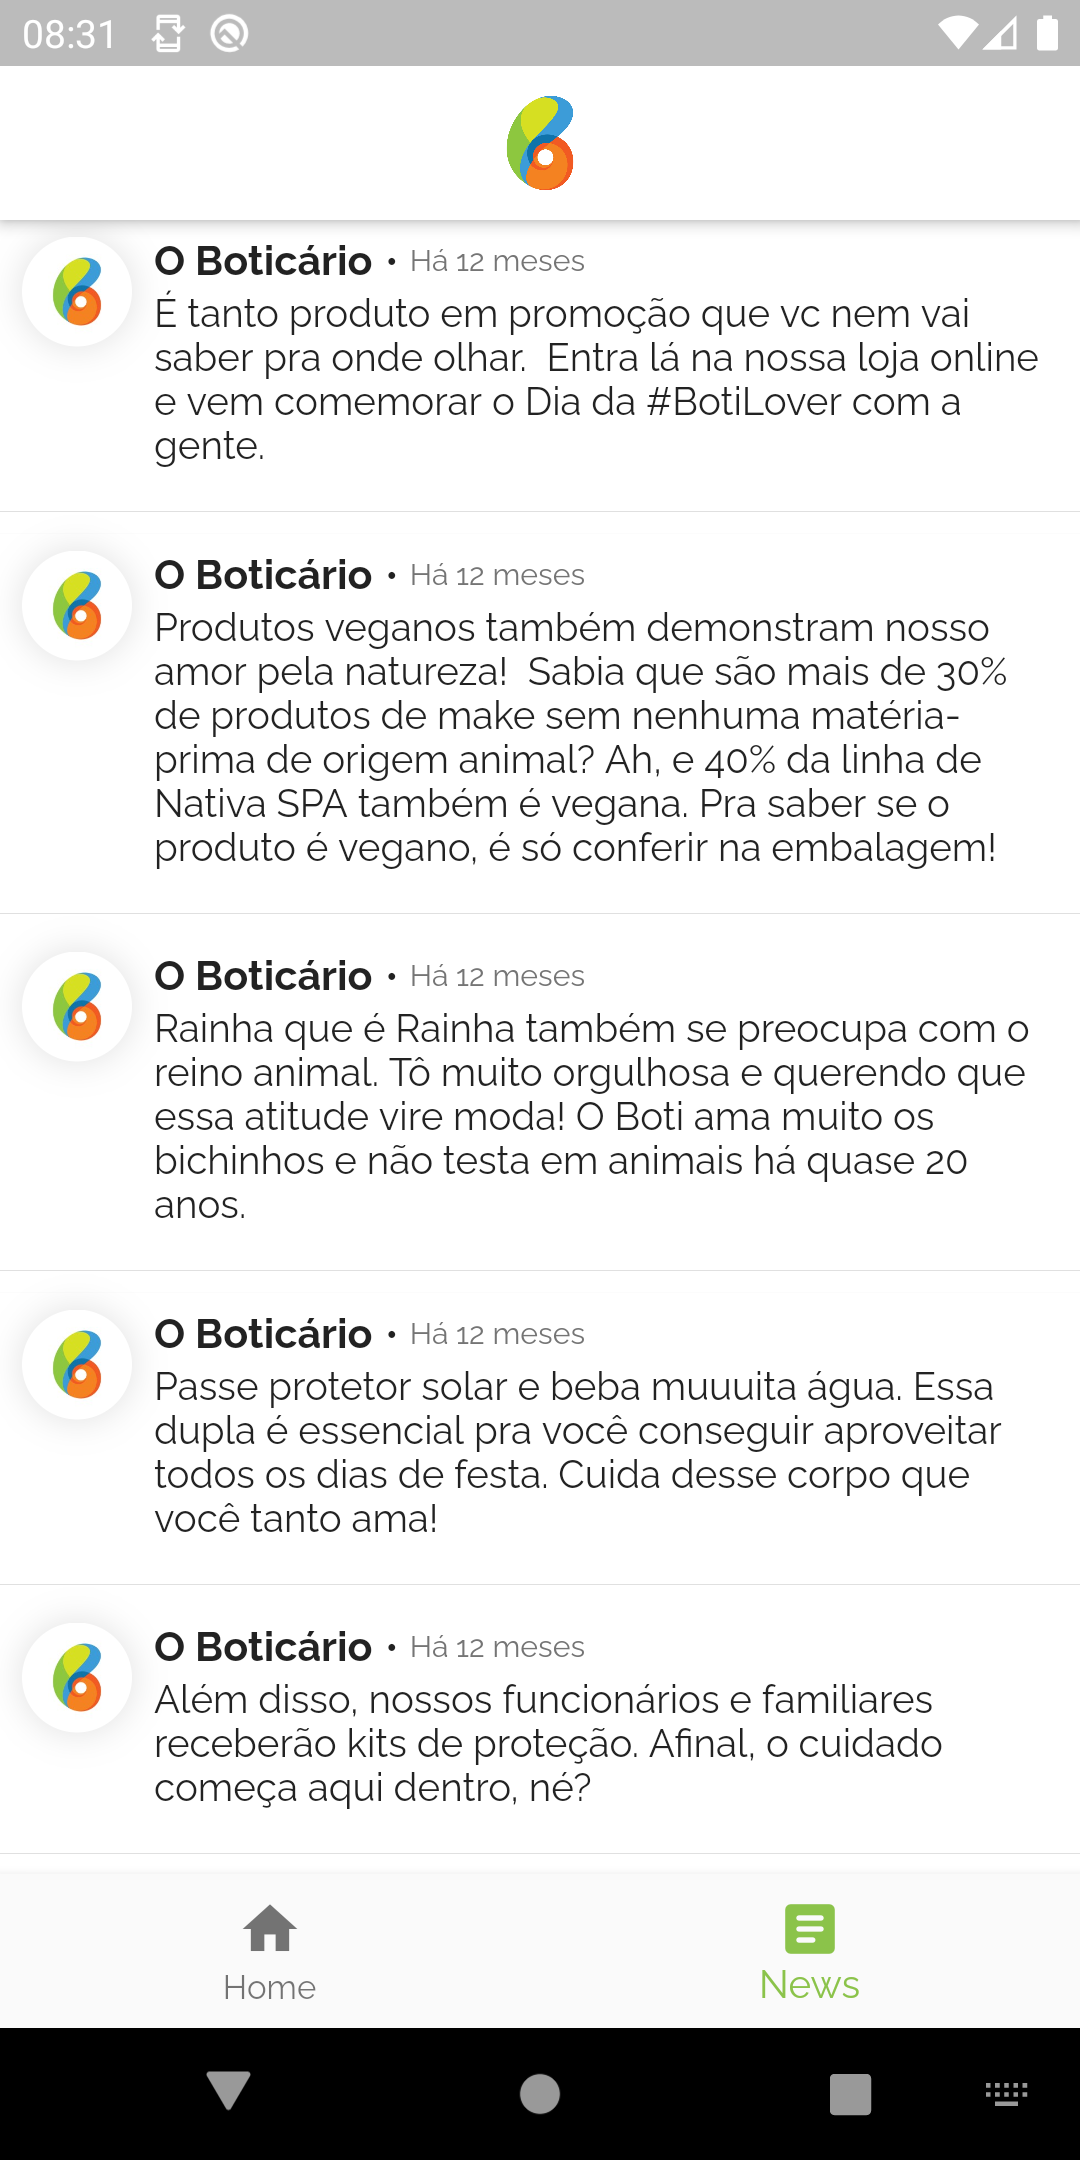 08:31
O Boticário • Há 12 meses
É tanto produto em promoção que vc nem vai
saber pra onde olhar.  Entra lá na nossa loja online
e vem comemorar o Dia da #BotiLover com a
gente.
O Boticário • Há 12 meses
Produtos veganos também demonstram nosso
amor pela natureza!  Sabia que são mais de 30%
de produtos de make sem nenhuma matéria-
prima de origem animal? Ah, e 40% da linha de
Nativa SPA também é vegana. Pra saber se o
produto é vegano, é só conferir na embalagem!
O Boticário • Há 12 meses
Rainha que é Rainha também se preocupa com o
reino animal. Tô muito orgulhosa e querendo que
essa atitude vire moda! O Boti ama muito os
bichinhos e não testa em animais há quase 20
anos.
O Boticário • Há 12 meses
Passe protetor solar e beba muuuita água. Essa
dupla é essencial pra você conseguir aproveitar
todos os dias de festa. Cuida desse corpo que
você tanto ama!
O Boticário • Há 12 meses
Além disso, nossos funcionários e familiares
receberão kits de proteção. Afinal, o cuidado
começa aqui dentro, né?
Home
News